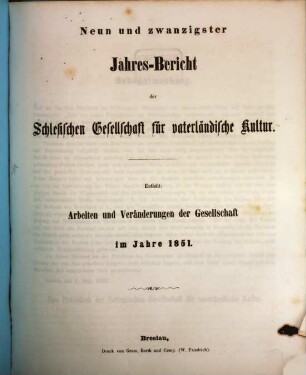 Neun und zwanzigster
Jahres-Bericht
der
Schlesischen Gesellschaft für vaterländische Kultur.
Enthält:
Arbeiten und Veränderungen der Gesellschaft
im Jahre 1851.
Breslau,
Druck von Grass, Barth und Comp. (W. Friedrich).